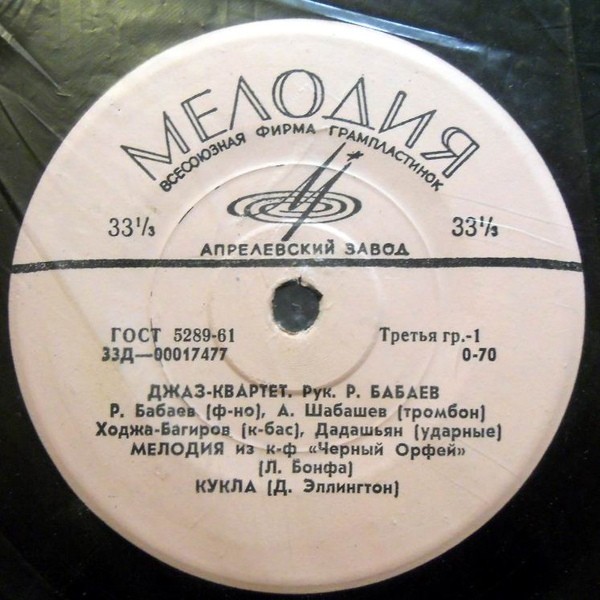 МЕЛОДИЯ
ВСЕСОЮЗНАЯ ФИРМА ГРАМПЛАСТИНОК
33⅓ 33⅓
АПРЕЛЕВСКИЙ ЗАВОД
ГОСТ 5289-61 Третья гр.-1
33Д—00017477 0-70
ДЖАЗ-КВАРТЕТ. Рук. Р. БАБАЕВ
Р. Бабаев (ф-но), А. Шабашев (тромбон)
Ходжа-Багиров (к-бас), Дадашьян (ударные)
МЕЛОДИЯ из к-ф «Черный Орфей»
(Л. Бонфа)
КУКЛА (Д. Эллингтон)